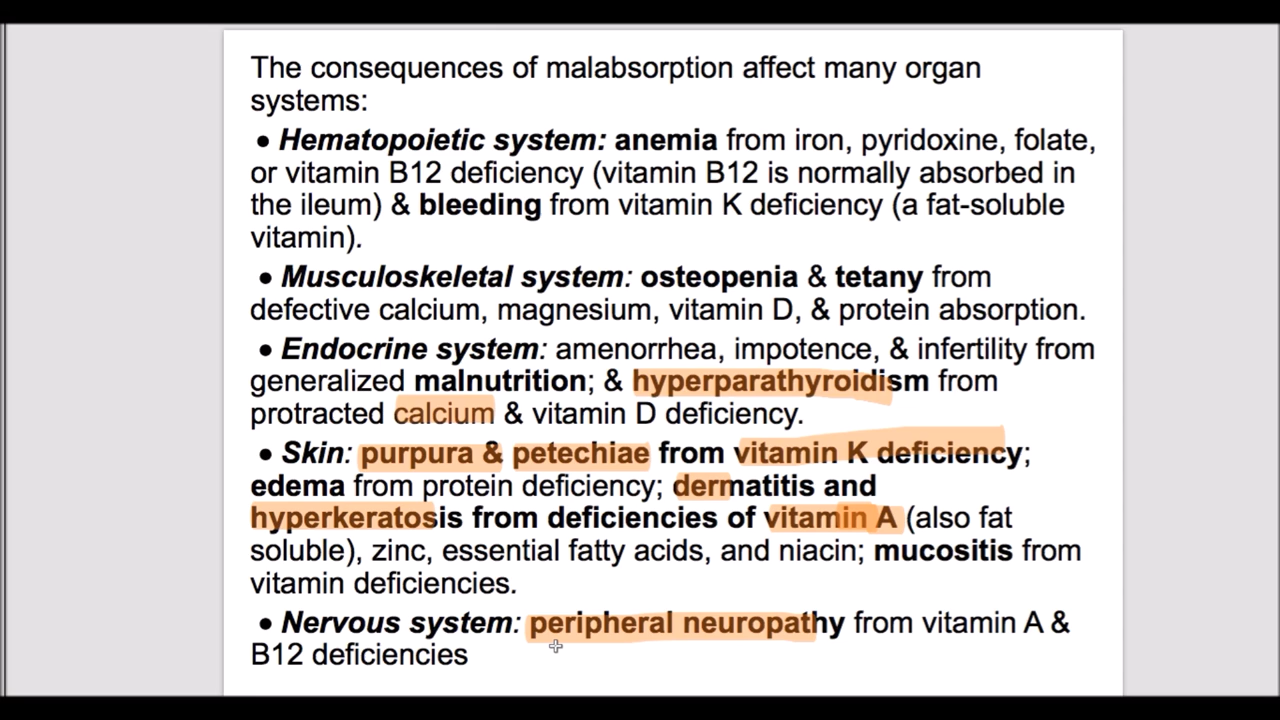 The consequences of malabsorption affect many organ
systems:
● Hematopoietic system: anemia from iron, pyridoxine, folate,
or vitamin B12 deficiency (vitamin B12 is normally absorbed in
the ileum) & bleeding from vitamin K deficiency (a fat-soluble
vitamin).
● Musculoskeletal system: osteopenia & tetany from
defective calcium, magnesium, vitamin D, & protein absorption.
● Endocrine system: amenorrhea, impotence, & infertility from
generalized malnutrition; & hyperparathyroidism from
protracted calcium & vitamin D deficiency.
● Skin: purpura & petechiae from vitamin K deficiency;
edema from protein deficiency; dermatitis and
hyperkeratosis from deficiencies of vitamin A (also fat
soluble), zinc, essential fatty acids, and niacin; mucositis from
vitamin deficiencies.
● Nervous system: peripheral neuropathy from vitamin A &
B12 deficiencies